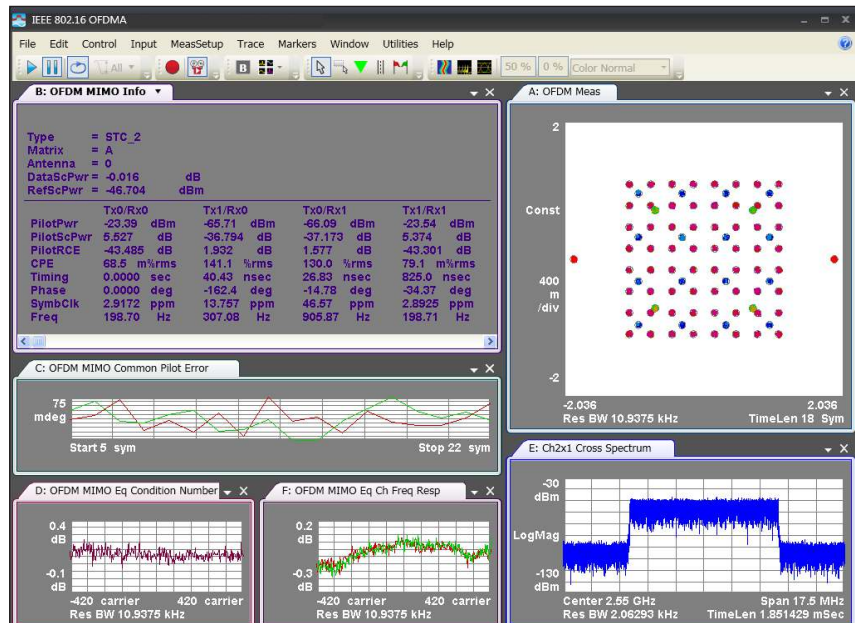 IEEE 802.16 OFDMA
File Edit Control Input MeasSetup Trace Markers Window Utilities Help
All 50 % 0 % Color Normal
B: OFDM MIMO Info
Type = STC_2
Matrix = A
Antenna = 0
DataScPwr = -0.016 dB
RefScPwr = -46.704 dBm
Tx0/Rx0 Tx1/Rx0 Tx0/Rx1 Tx1/Rx1
PilotPwr -23.39 dBm -65.71 dBm -66.09 dBm -23.54 dBm
PilotScPwr 5.527 dB -36.794 dB -37.173 dB 5.374 dB
PilotRCE -43.485 dB 1.932 dB 1.577 dB -43.301 dB
CPE 68.5 m%rms 141.1 %rms 130.0 %rms 79.1 m%rms
Timing 0.0000 sec 40.43 nsec 26.83 nsec 825.0 nsec
Phase 0.0000 deg -162.4 deg -14.78 deg -34.37 deg
SymbClk 2.9172 ppm 13.757 ppm 46.57 ppm 2.8925 ppm
Freq 198.70 Hz 307.08 Hz 905.87 Hz 198.71 Hz
A: OFDM Meas
2
Const
400
m
/div
-2
-2.036 2.036
Res BW 10.9375 kHz TimeLen 18 Sym
C: OFDM MIMO Common Pilot Error
75
mdeg
Start 5 sym Stop 22 sym
D: OFDM MIMO Eq Condition Number
0.4
dB
-0.1
dB
-420 carrier 420 carrier
Res BW 10.9375 kHz
F: OFDM MIMO Eq Ch Freq Resp
0.2
dB
-0.3
dB
-420 carrier 420 carrier
Res BW 10.9375 kHz
E: Ch2x1 Cross Spectrum
-30
dBm
LogMag
-130
dBm
Center 2.55 GHz Span 17.5 MHz
Res BW 2.06293 kHz TimeLen 1.851429 mSec